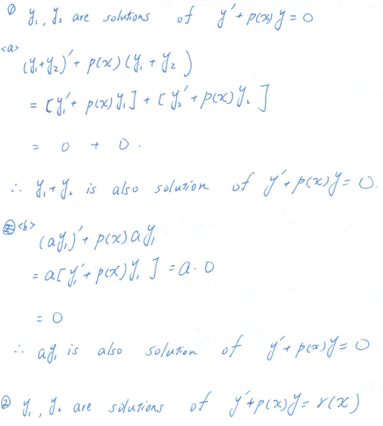 ① y₁, y₂ are solutions of y' + p(x)y = 0
<a>
(y₁+y₂)' + p(x)(y₁ + y₂)
= [y₁' + p(x)y₁] + [y₂' + p(x)y₂]
= 0 + 0.
∴ y₁+y₂ is also solution of y' + p(x)y = 0.
<b>
(ay₁)' + p(x)ay₁
= a[y₁' + p(x)y₁] = a·0
= 0
∴ ay₁ is also solution of y' + p(x)y = 0
② y₁, y₂ are solutions of y' + p(x)y = r(x)